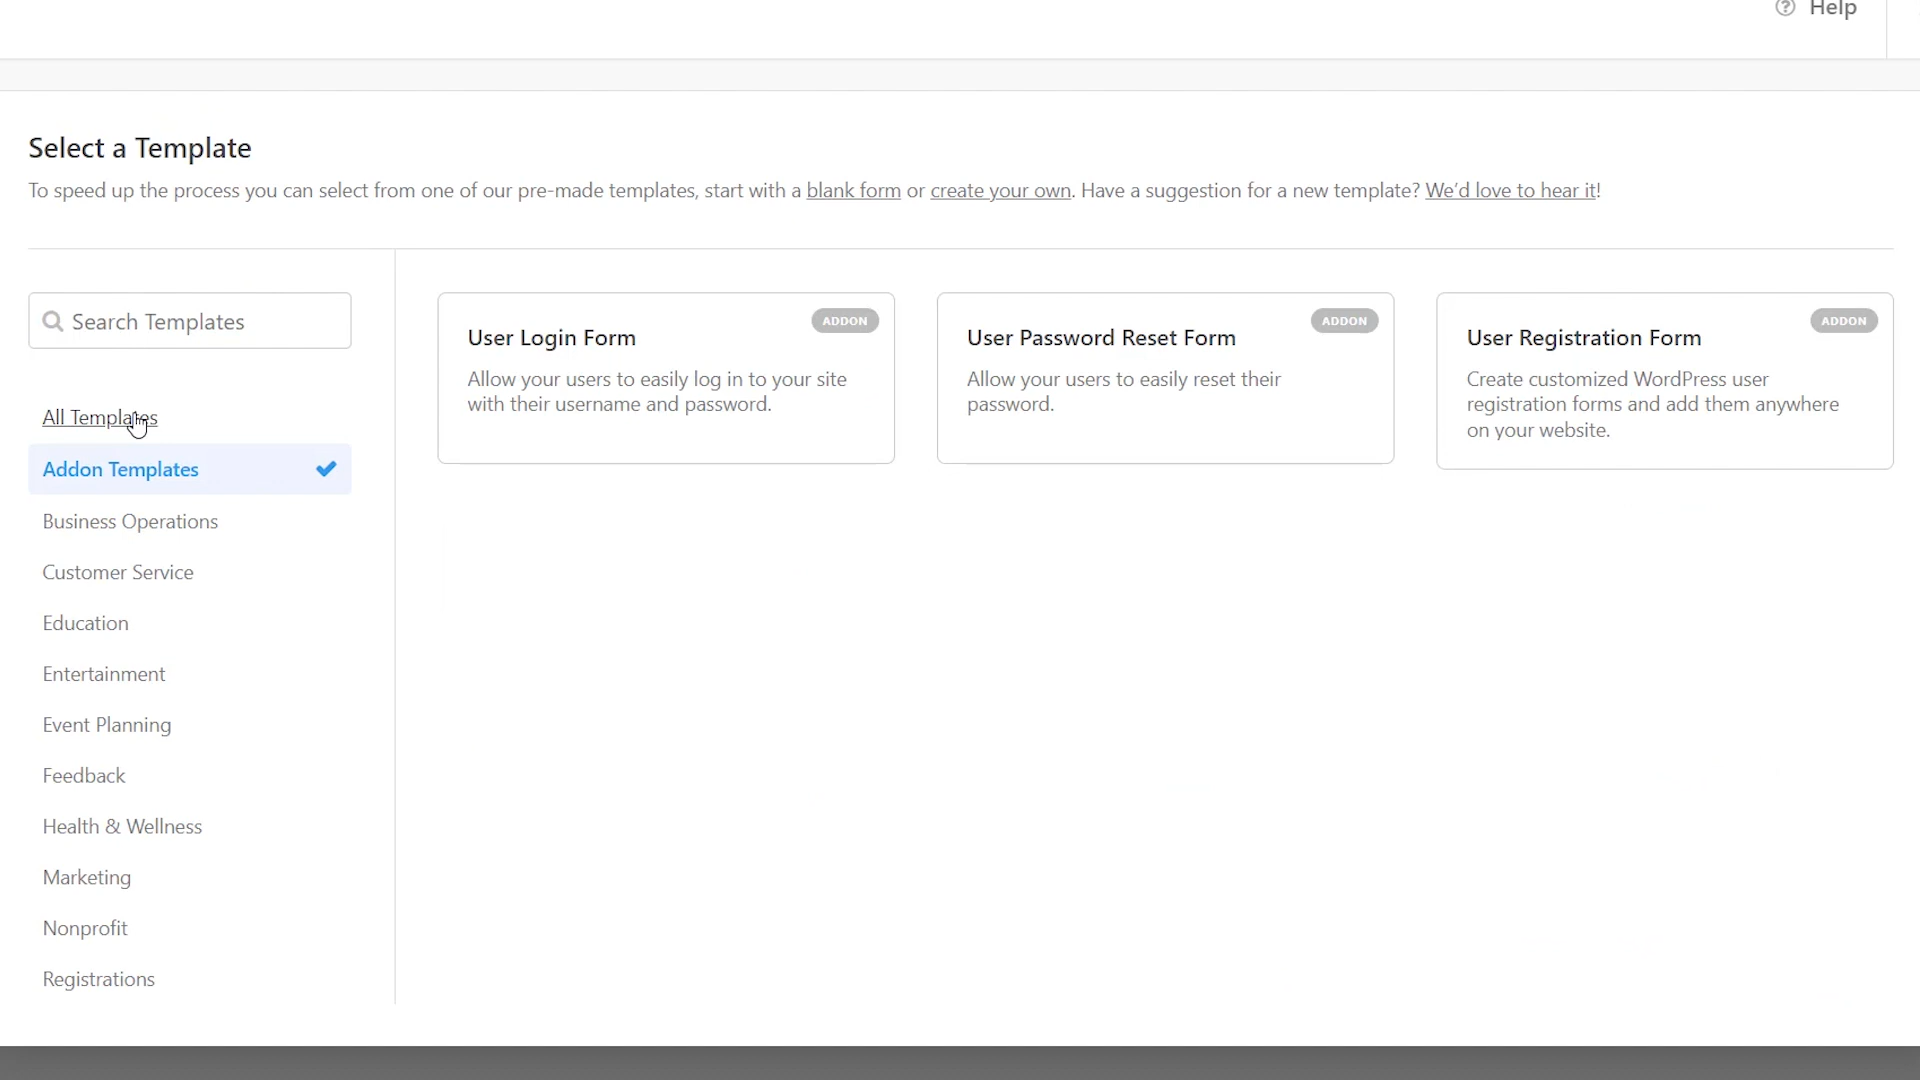 Help
Select a Template
To speed up the process you can select from one of our pre-made templates, start with a blank form or create your own. Have a suggestion for a new template? We'd love to hear it!
Search Templates
All Templates
Addon Templates
Business Operations
Customer Service
Education
Entertainment
Event Planning
Feedback
Health & Wellness
Marketing
Nonprofit
Registrations
User Login Form
ADDON
Allow your users to easily log in to your site
with their username and password.
User Password Reset Form
ADDON
Allow your users to easily reset their
password.
User Registration Form
ADDON
Create customized WordPress user
registration forms and add them anywhere
on your website.